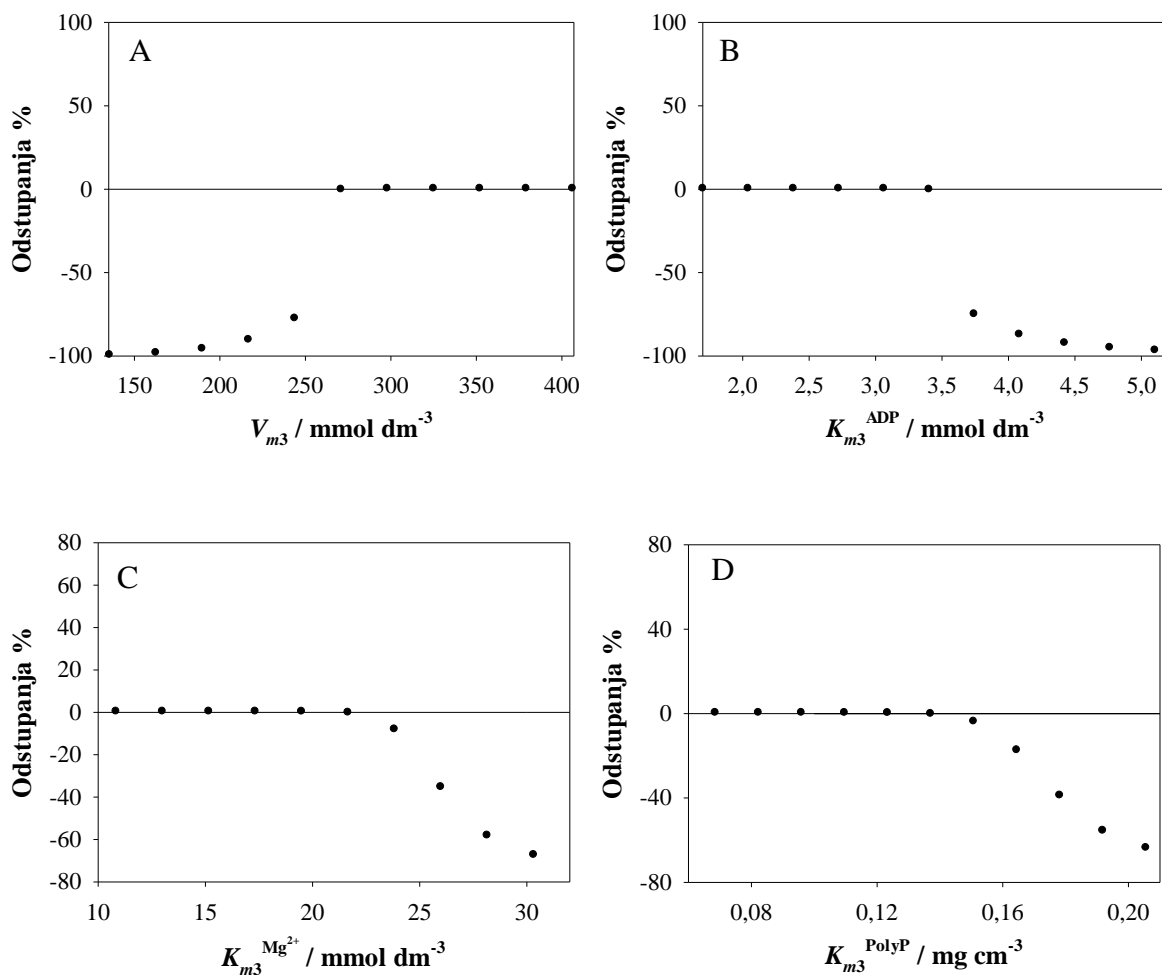 A
Odstupanja %
100
50
0
-50
-100
150 200 250 300 350 400
V_m3 / mmol dm^-3
B
Odstupanja %
100
50
0
-50
-100
2,0 2,5 3,0 3,5 4,0 4,5 5,0
K_m3^ADP / mmol dm^-3
C
Odstupanja %
80
60
40
20
0
-20
-40
-60
-80
10 15 20 25 30
K_m3^Mg2+ / mmol dm^-3
D
Odstupanja %
80
40
0
-40
-80
0,08 0,12 0,16 0,20
K_m3^PolyP / mg cm^-3